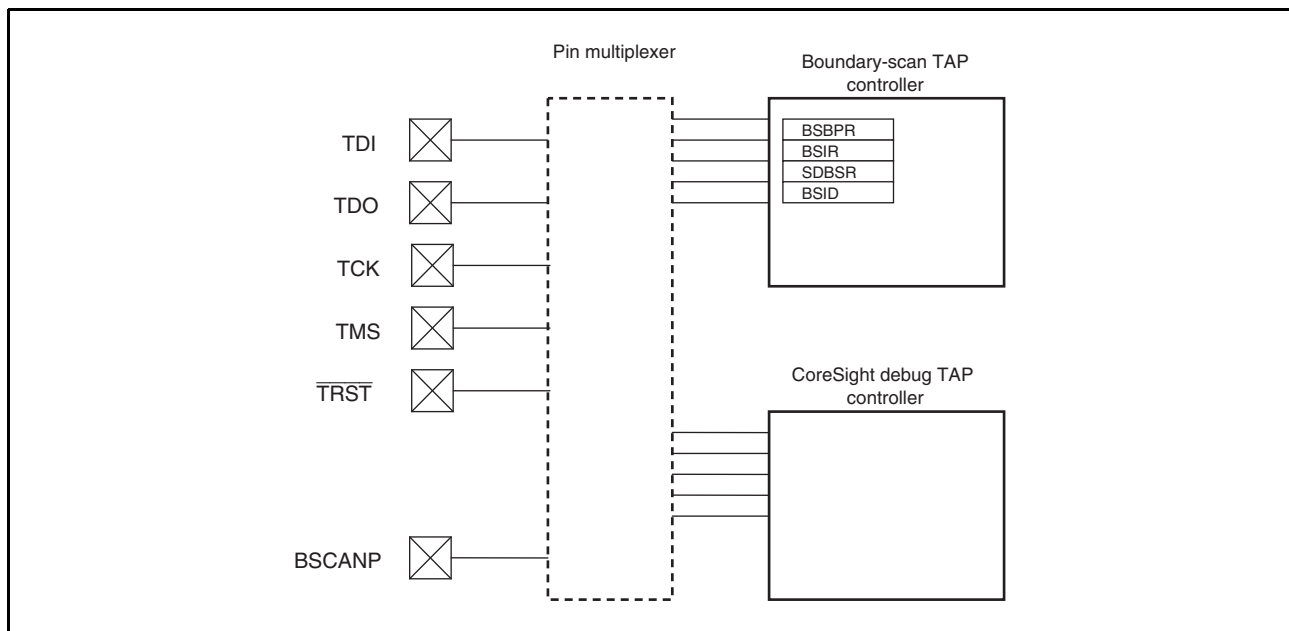 Pin multiplexer
Boundary-scan TAP
controller
BSBPR
BSIR
SDBSR
BSID
TDI
TDO
TCK
TMS
TRST
BSCANP
CoreSight debug TAP
controller